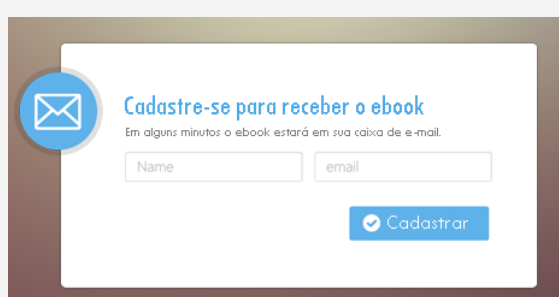 Cadastre-se para receber o ebook
Em alguns minutos o ebook estará em sua caixa de e-mail.
Name email
Cadastrar